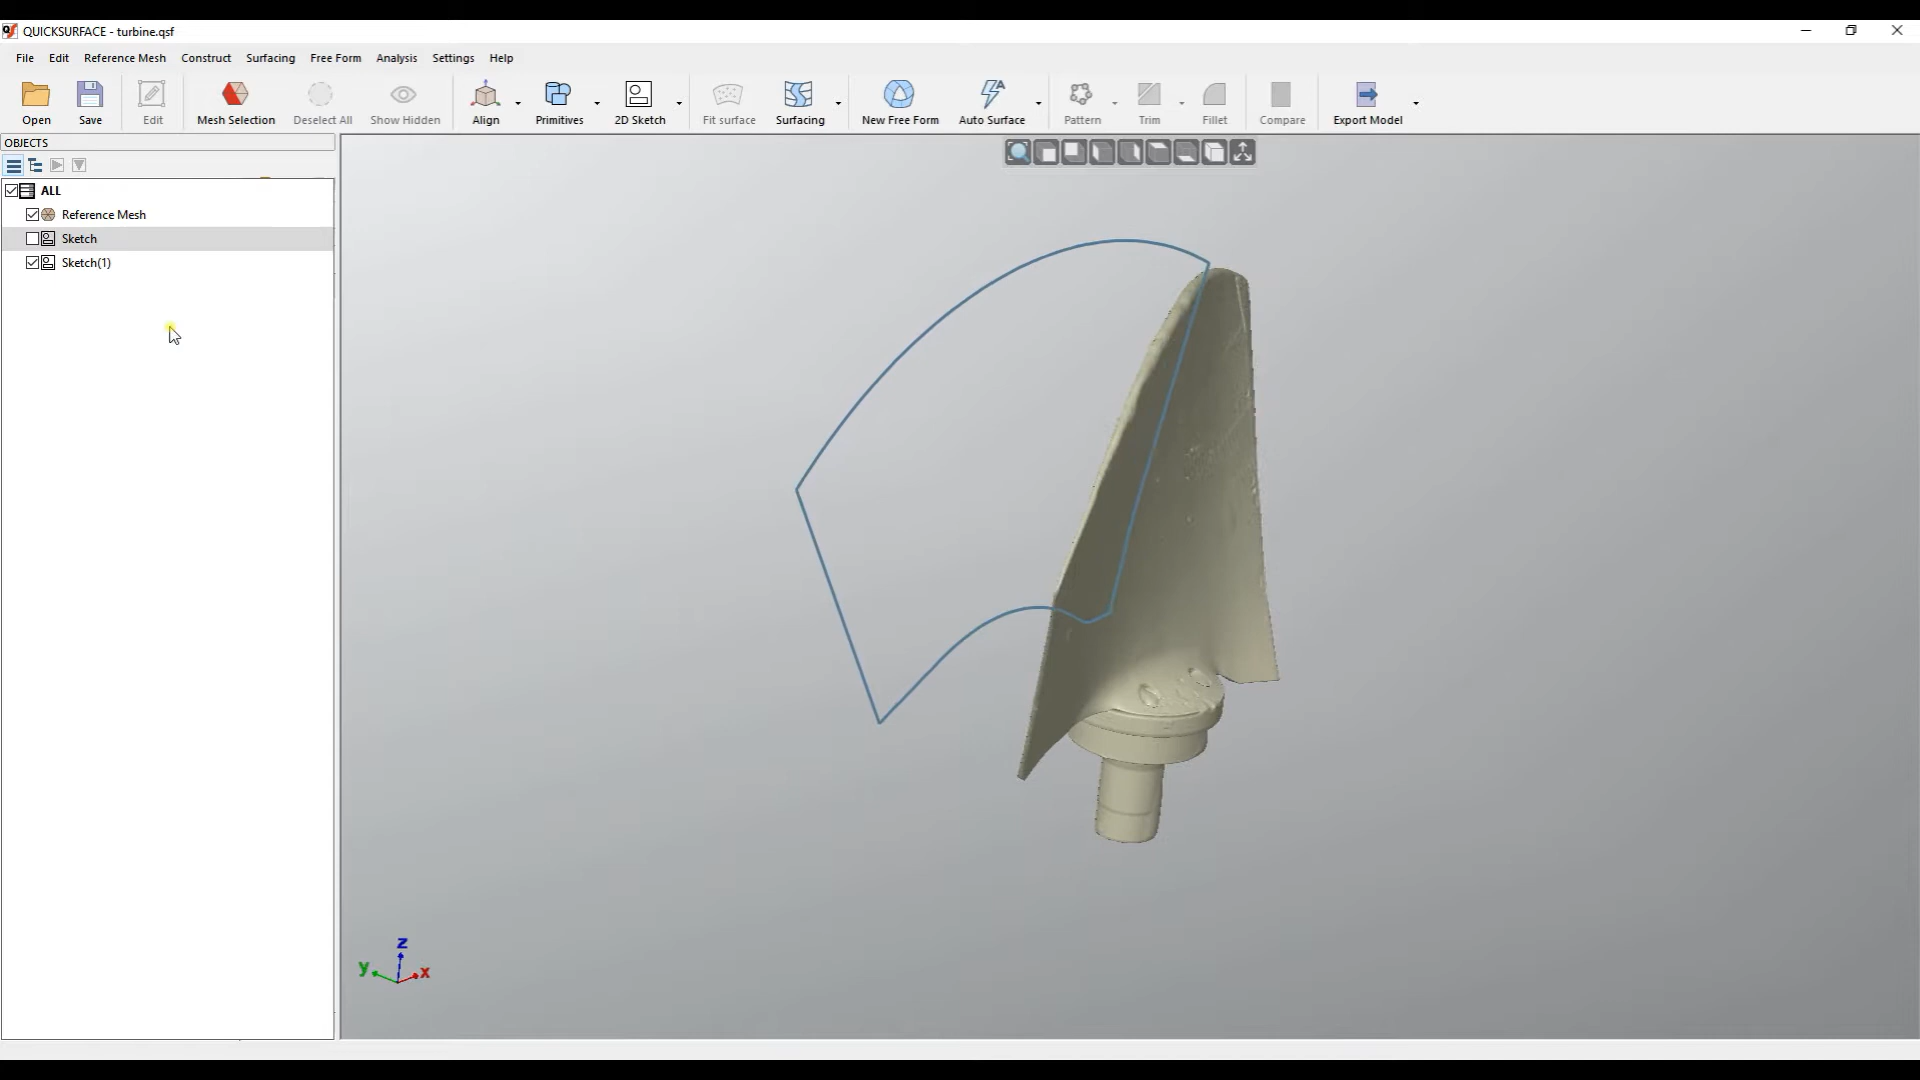 QUICKSURFACE - turbine.qsf
File Edit Reference Mesh Construct Surfacing Free Form Analysis Settings Help
Open Save Edit Mesh Selection Deselect All Show Hidden Align Primitives 2D Sketch Fit surface Surfacing New Free Form Auto Surface Pattern Trim Fillet Compare Export Model
OBJECTS
ALL
Reference Mesh
Sketch
Sketch(1)
z
y x